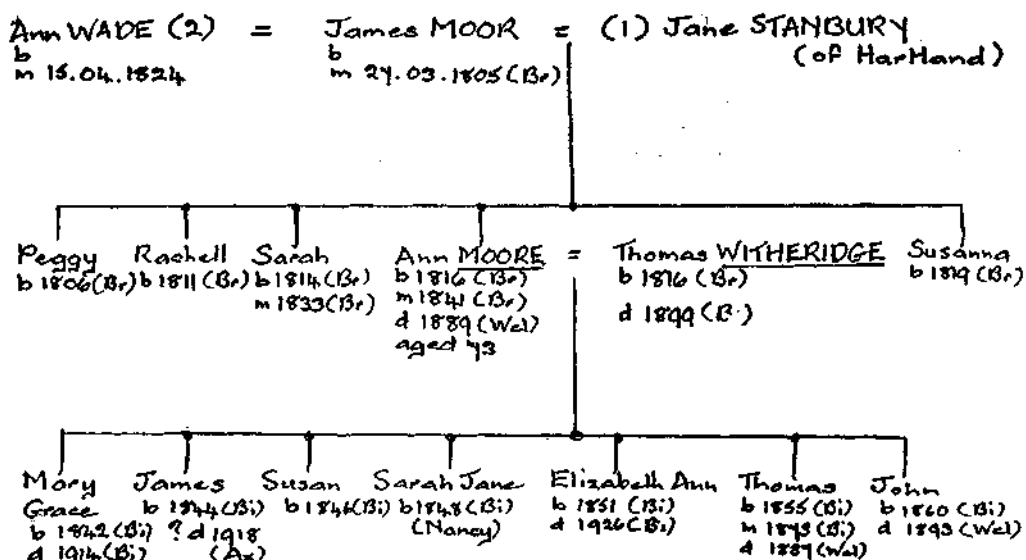 Ann WADE (2) = James MOOR = (1) Jane STANBURY
(of Hartland)
b
m 15.04.1824
b
m 27.03.1805(Br)
Peggy
b 1806(Br)
Rachell
b 1811(Br)
Sarah
b 1814(Br)
m 1833(Br)
Ann MOORE = Thomas WITHERIDGE
b 1816(Br)
m 1841(Br)
d 1889(Wel)
aged 73
b 1816(Br)
d 1899
Susanna
b 1819(Br)
Mary
Grace
b 1842(Bi)
d 1914(Bi)
James
b 1844(Bi)
? d 1918
(Ax)
Susan
b 1846(Bi)
Sarah Jane
b 1848(Bi)
(Nancy)
Elizabeth Ann
b 1851(Bi)
d 1926(Bi)
Thomas
b 1855(Bi)
m (Bi)
d (Wel)
John
b 1860(Bi)
d 1893(Wel)